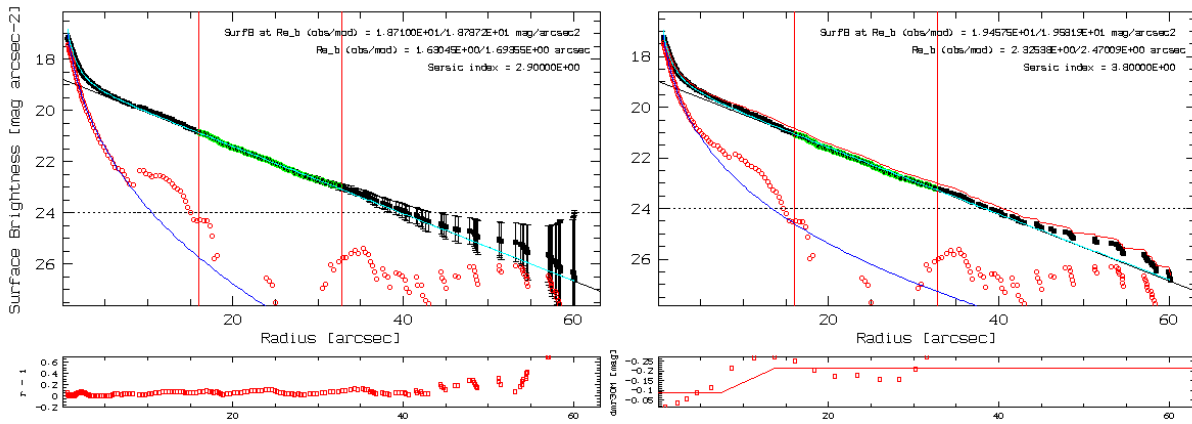 SurfB at Re_b (obs/mod) = 1.87100E+01/1.87872E+01 mag/arcsec2
Re_b (obs/mod) = 1.63045E+00/1.69355E+00 arcsec
Sersic index = 2.90000E+00
Surface Brightness [mag arcsec-2]
18
20
22
24
26
20
40
60
Radius [arcsec]
SurfB at Re_b (obs/mod) = 1.94575E+01/1.95819E+01 mag/arcsec2
Re_b (obs/mod) = 2.32538E+00/2.47009E+00 arcsec
Sersic index = 3.80000E+00
18
20
22
24
26
20
40
60
Radius [arcsec]
r - i
0.6
0.4
0.2
0
-0.2
20
40
60
[mag]
-0.25
-0.2
-0.15
-0.1
-0.05
20
40
60